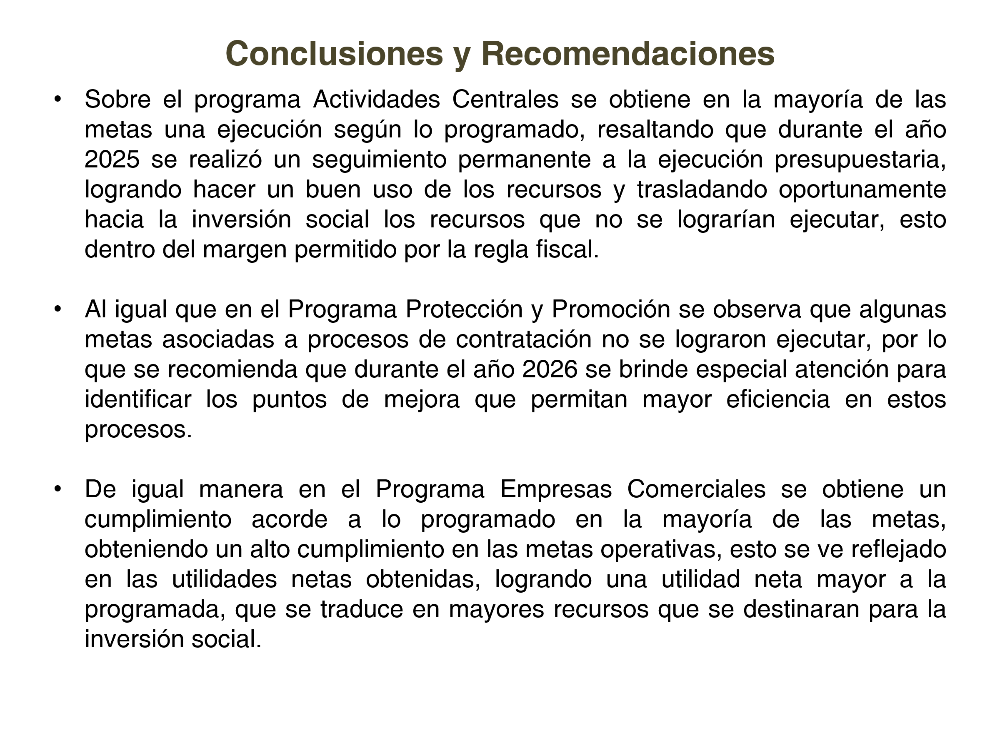 Conclusiones y Recomendaciones
• Sobre el programa Actividades Centrales se obtiene en la mayoría de las
metas una ejecución según lo programado, resaltando que durante el año
2025 se realizó un seguimiento permanente a la ejecución presupuestaria,
logrando hacer un buen uso de los recursos y trasladando oportunamente
hacia la inversión social los recursos que no se lograrían ejecutar, esto
dentro del margen permitido por la regla fiscal.
• Al igual que en el Programa Protección y Promoción se observa que algunas
metas asociadas a procesos de contratación no se lograron ejecutar, por lo
que se recomienda que durante el año 2026 se brinde especial atención para
identificar los puntos de mejora que permitan mayor eficiencia en estos
procesos.
• De igual manera en el Programa Empresas Comerciales se obtiene un
cumplimiento acorde a lo programado en la mayoría de las metas,
obteniendo un alto cumplimiento en las metas operativas, esto se ve reflejado
en las utilidades netas obtenidas, logrando una utilidad neta mayor a la
programada, que se traduce en mayores recursos que se destinaran para la
inversión social.